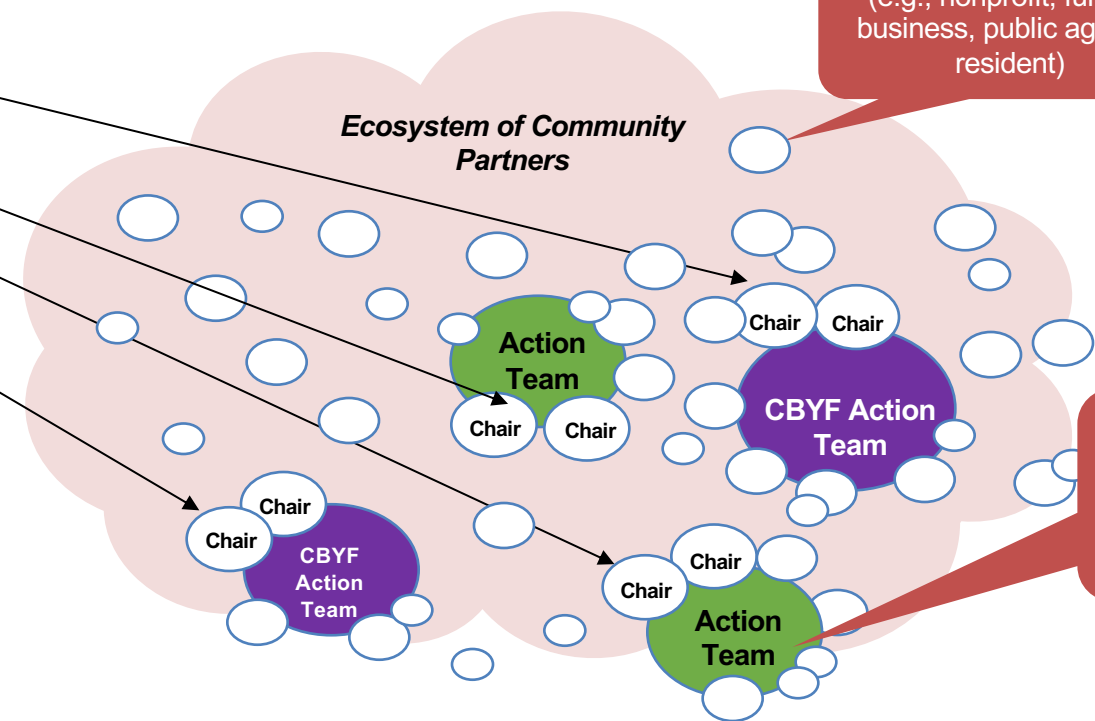 (e.g., nonprofit,
business, public
resident)
Ecosystem of Community
Partners
Chair
Chair
Action
Team
Chair
Chair
CBYF Action
Team
Chair
Chair
CBYF
Action
Team
Chair
Chair
Action
Team